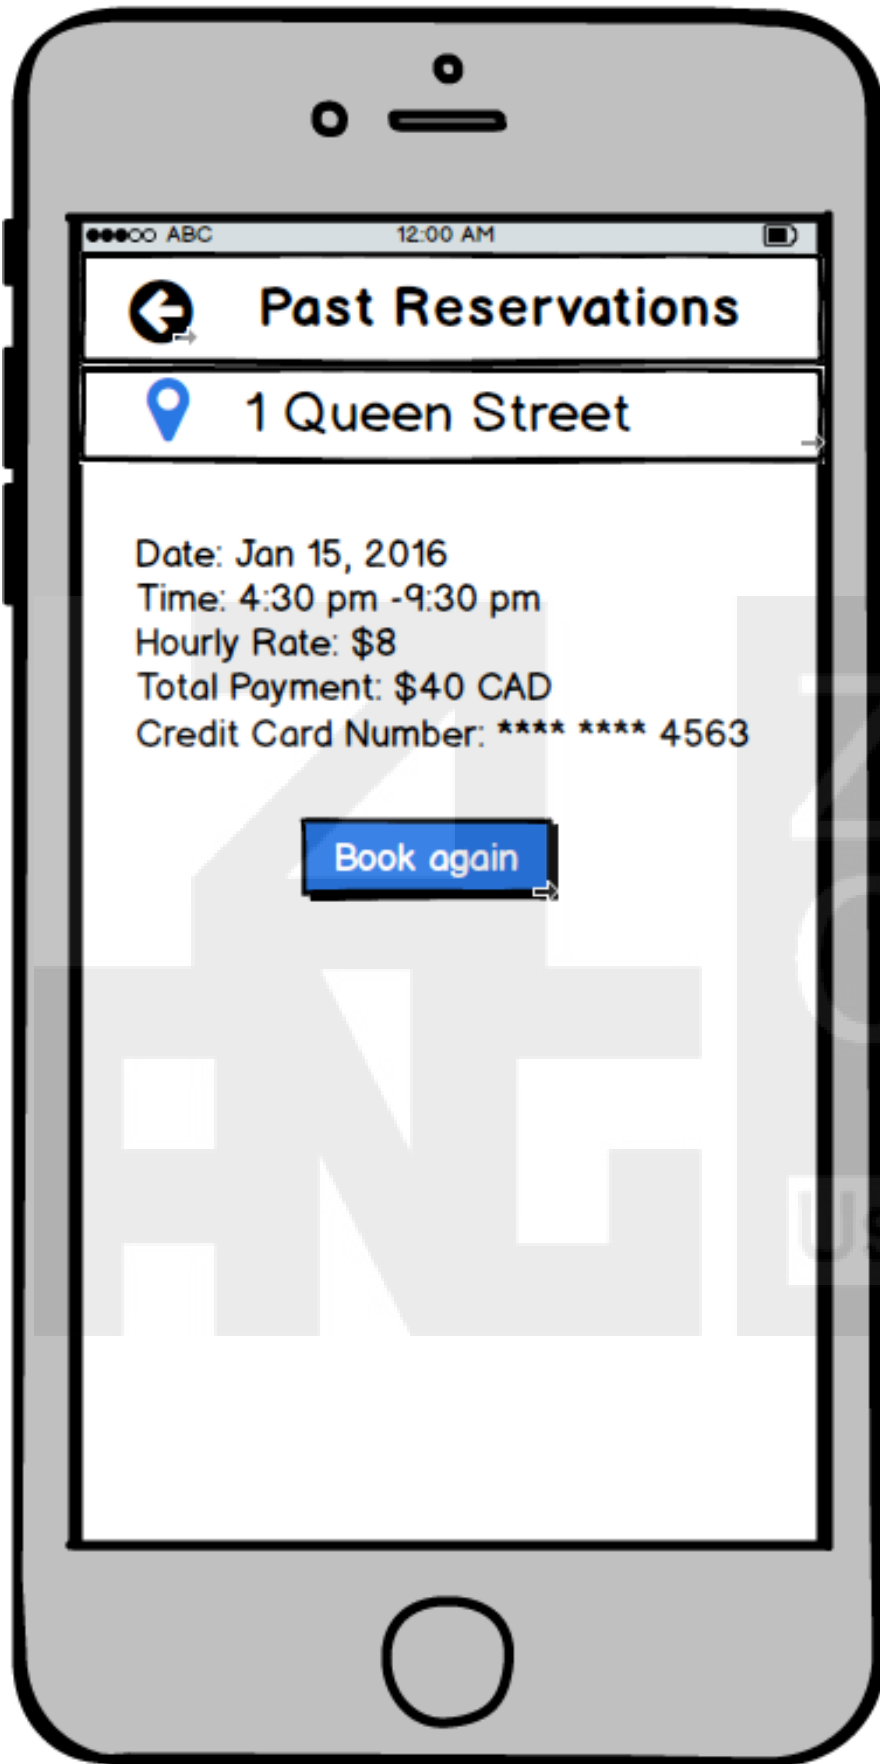 ABC 12:00 AM
Past Reservations
1 Queen Street
Date: Jan 15, 2016
Time: 4:30 pm -9:30 pm
Hourly Rate: $8
Total Payment: $40 CAD
Credit Card Number: **** **** 4563
Book again